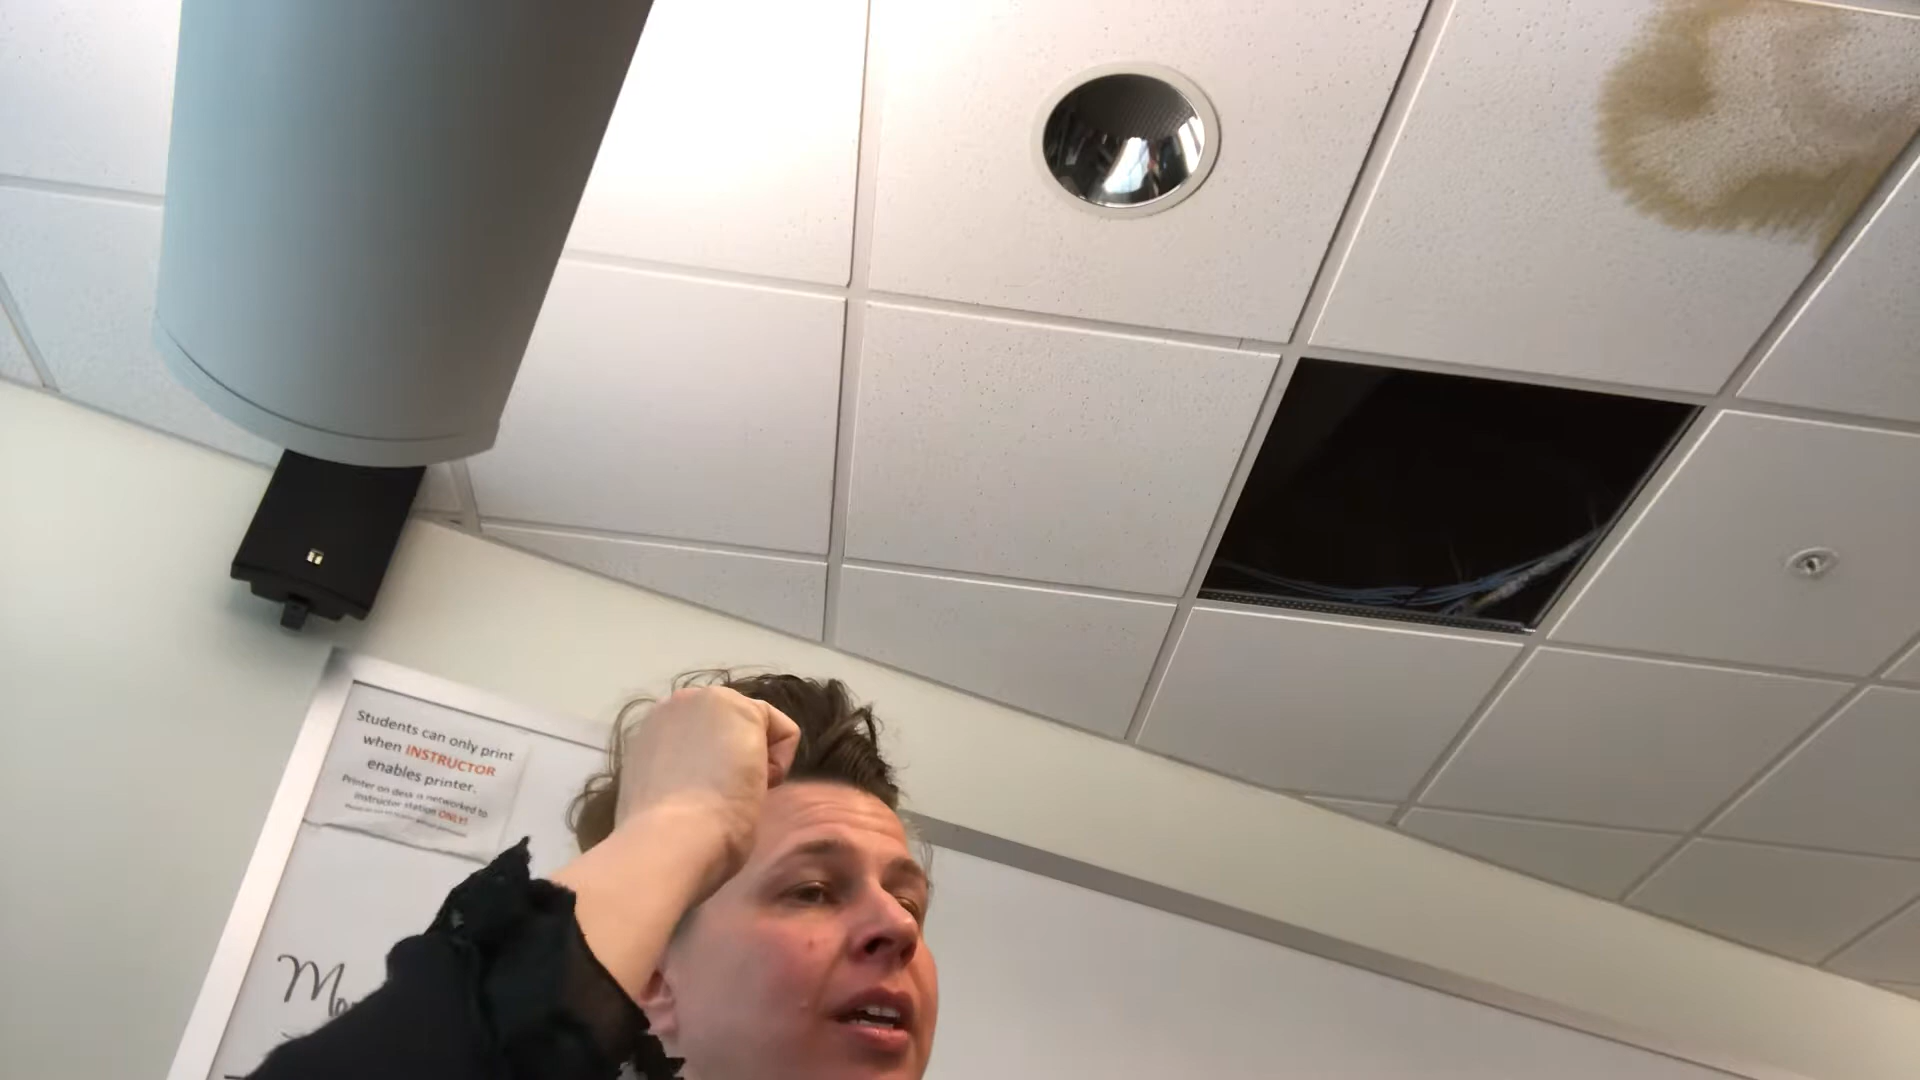 Students can only print
when INSTRUCTOR
enables printer.
Printer on desk is networked to
instructor station ONLY!